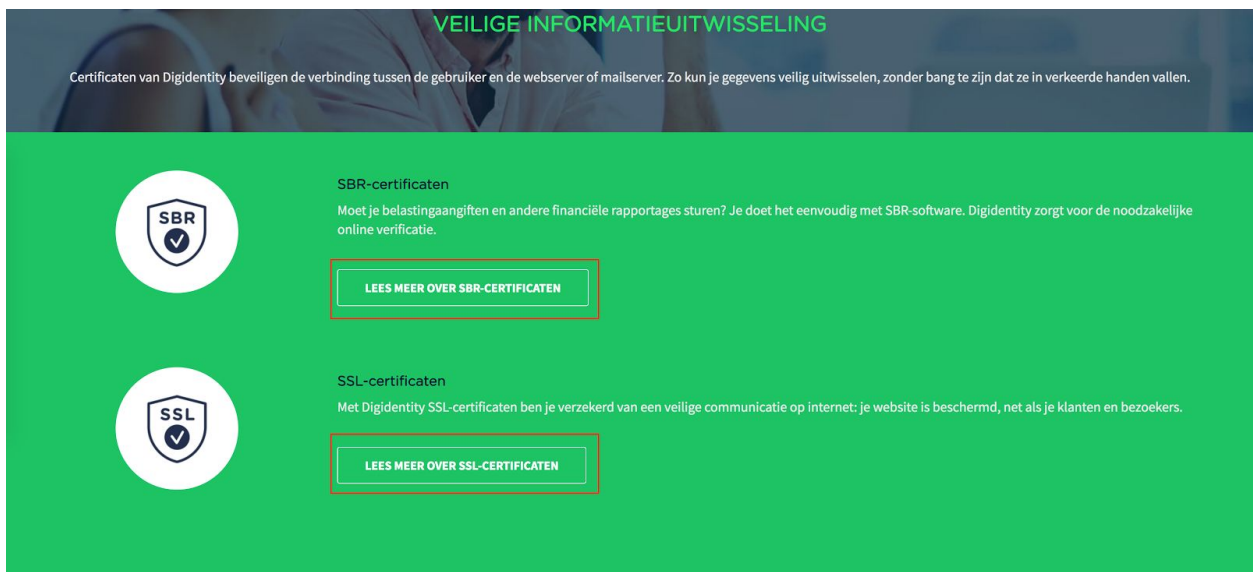 VEILIGE INFORMATIEUITWISSELING
Certificaten van Digidentity beveiligen de verbinding tussen de gebruiker en de webserver of mailserver. Zo kun je gegevens veilig uitwisselen, zonder bang te zijn dat ze in verkeerde handen vallen.
SBR
SBR-certificaten
Moet je belastingaangiften en andere financiële rapportages sturen? Je doet het eenvoudig met SBR-software. Digidentity zorgt voor de noodzakelijke
online verificatie.
LEES MEER OVER SBR-CERTIFICATEN
SSL
SSL-certificaten
Met Digidentity SSL-certificaten ben je verzekerd van een veilige communicatie op internet: je website is beschermd, net als je klanten en bezoekers.
LEES MEER OVER SSL-CERTIFICATEN